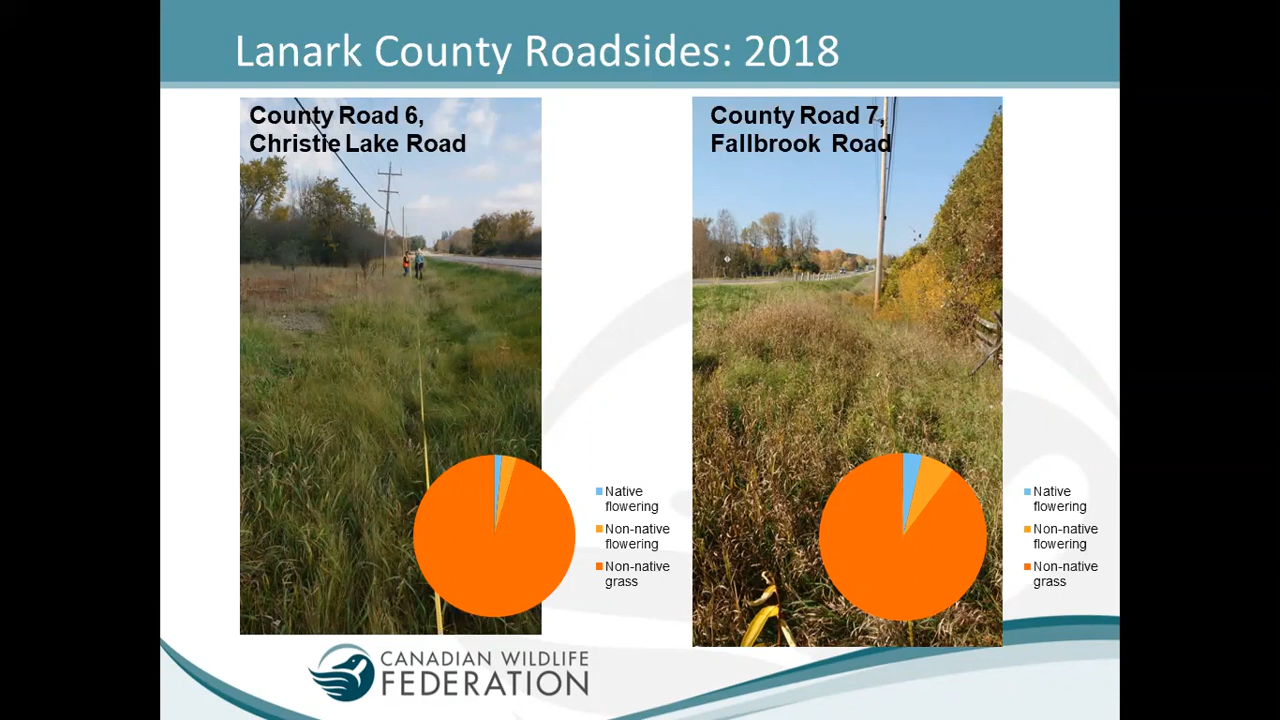 Lanark County Roadsides: 2018
County Road 6,
Christie Lake Road
Native
flowering
Non-native
flowering
Non-native
grass
County Road 7,
Fallbrook Road
Native
flowering
Non-native
flowering
Non-native
grass
CANADIAN WILDLIFE
FEDERATION